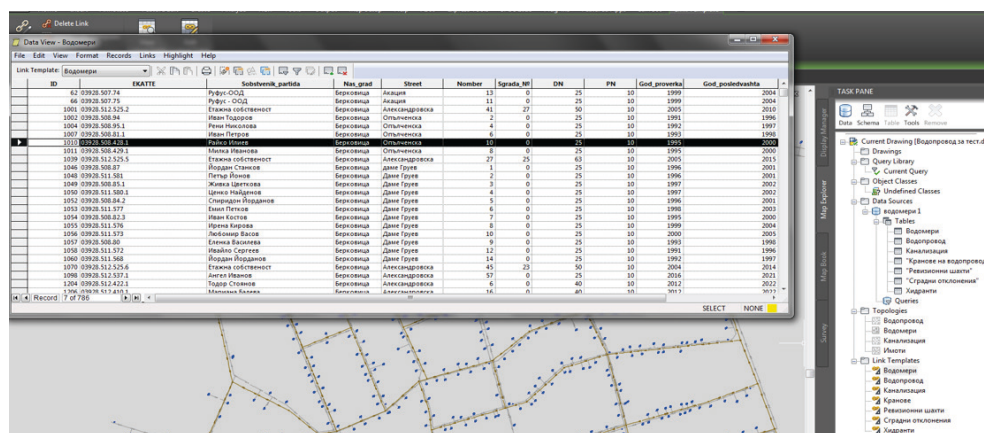 Delete Link
Data View - Водомери
File Edit View Format Records Links Highlight Help
Link Template: Водомери
ID EKATTE Sobstvenik_partida Nas_grad Street Nomber Sgrada_№ DN PN God_proverka God_posledvashta
62 03928.507.74 Руфус-ООД Берковица Акация 13 0 25 10 1999 2004
66 03928.507.75 Руфус - ООД Берковица Акация 11 0 25 10 1999 2004
1001 03928.512.525.2 Етажна собственост Берковица Александровска 41 27 50 10 2005 2010
1002 03928.508.94 Иван Тодоров Берковица Опълченска 2 0 25 10 1991 1996
1004 03928.508.95.1 Рени Николова Берковица Опълченска 4 0 25 10 1992 1997
1007 03928.508.81.1 Иван Петров Берковица Опълченска 6 0 25 10 1993 1998
1010 03928.508.428.1 Райко Илиев Берковица Опълченска 10 0 25 10 1995 2000
1011 03928.508.429.1 Милка Иванова Берковица Опълченска 8 0 25 10 1995 2000
1039 03928.512.525.5 Етажна собственост Берковица Александровска 27 25 63 10 2005 2015
1046 03928.508.87 Йордан Станков Берковица даме Груев 1 0 25 10 1996 2001
1048 03928.511.581 Петър Йонов Берковица Даме Груев 2 0 25 10 1996 2001
1049 03928.508.85.1 Живка Цветкова Берковица Даме Груев 3 0 25 10 1997 2002
1050 03928.511.580.1 Ценко Найденов Берковица Даме Груев 4 0 25 10 1997 2002
1052 03928.508.84.2 Спиридон Йорданов Берковица Даме Груев 5 0 25 10 1996 2001
1053 03928.511.577 Емил Петков Берковица Даме Груев 6 0 25 10 1998 2003
1054 03928.508.82.3 Иван Костов Берковица Даме Груев 7 0 25 10 1995 2000
1055 03928.511.576 Ирена Кирова Берковица Даме Груев 8 0 25 10 1999 2004
1056 03928.511.573 Любомир Васов Берковица Даме Груев 10 0 25 10 2000 2005
1057 03928.508.80 Еленка Василева Берковица Даме Груев 9 0 25 10 1993 1998
1058 03928.511.572 Ивайло Сергеев Берковица Даме Груев 12 0 25 10 1991 1996
1060 03928.511.568 Йордан Йорданов Берковица Даме Груев 14 0 25 10 1992 1997
1070 03928.512.525.6 Етажна собственост Берковица Александровска 45 23 50 10 2004 2014
1098 03928.512.537.1 Ангел Иванов Берковица Александровска 57 0 25 10 2016 2021
1204 03928.512.422.1 Тодор Стоянов Берковица Александровска 6 0 40 10 2012 2022
1206 03928.512.410.1 Марияна Балева Берковица Александровска 16 0 40 10 2012 2022
Record 7 of 786
SELECT NONE
TASK PANE
Data Schema Table Tools Remove
Display Manager
Map Explorer
Map Book
Survey
Current Drawing [Водопровод за тест.d
Drawings
Query Library
Current Query
Object Classes
Undefined Classes
Data Sources
водомери 1
Tables
Водомери
Водопровод
Канализация
"Кранове на водопровод
"Ревизионни шахти"
"Сградни отклонения"
Хидранти
Queries
Topologies
Водопровод
Водомери
Канализация
Имоти
Link Templates
Водомери
Водопровод
Канализация
Кранове
Ревизионни шахти
Сградни отклонения
Хидранти